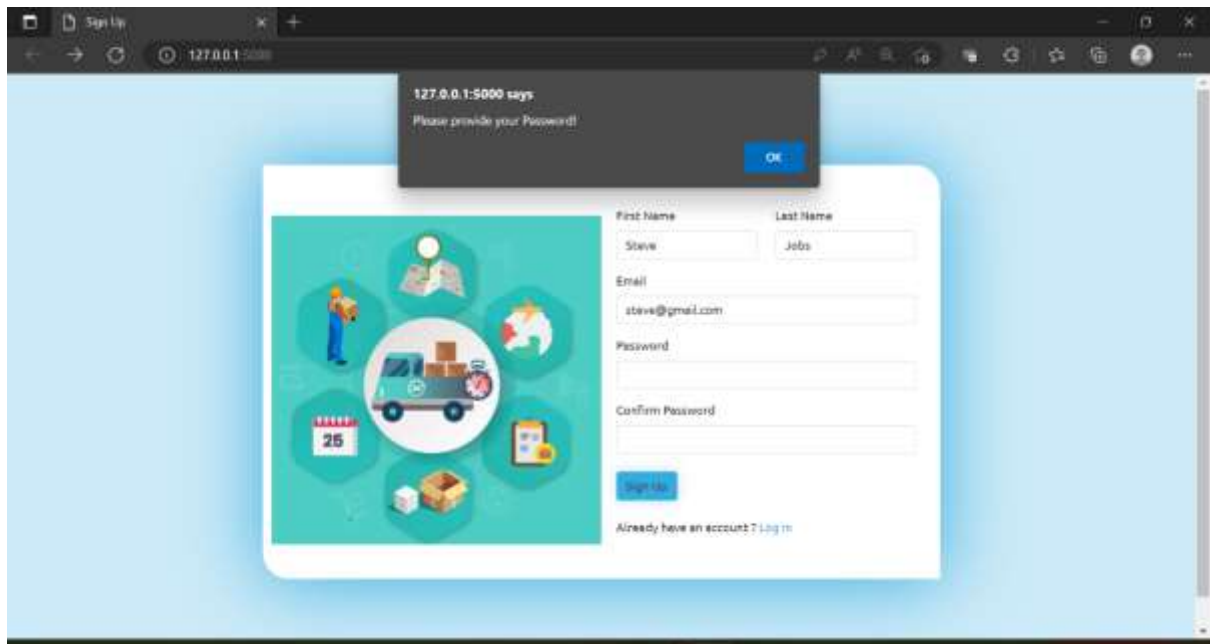 Sign Up
127.0.0.1:5000
127.0.0.1:5000 says
Please provide your Password!
OK
First Name Last Name
Steve Jobs
Email
steve@gmail.com
Password
Confirm Password
25
Sign Up
Already have an account ? Log in